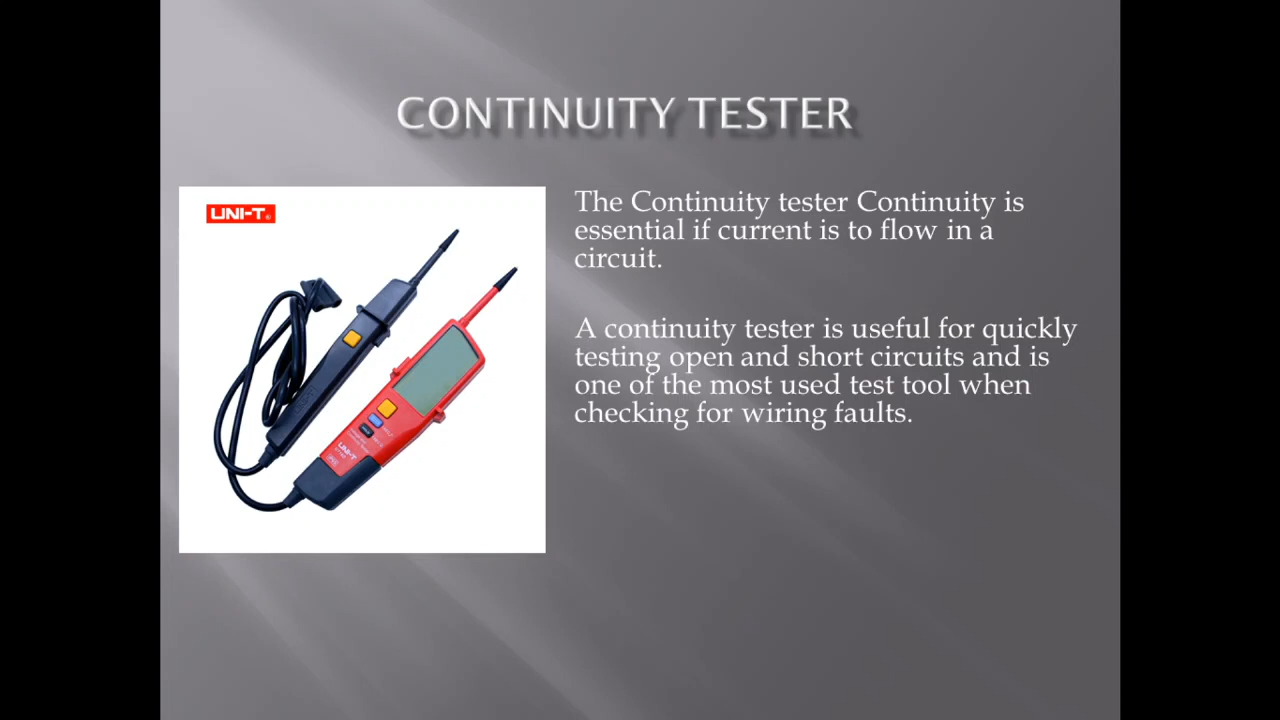 CONTINUITY TESTER
UNI-T
The Continuity tester Continuity is
essential if current is to flow in a
circuit.
A continuity tester is useful for quickly
testing open and short circuits and is
one of the most used test tool when
checking for wiring faults.
UNI-T